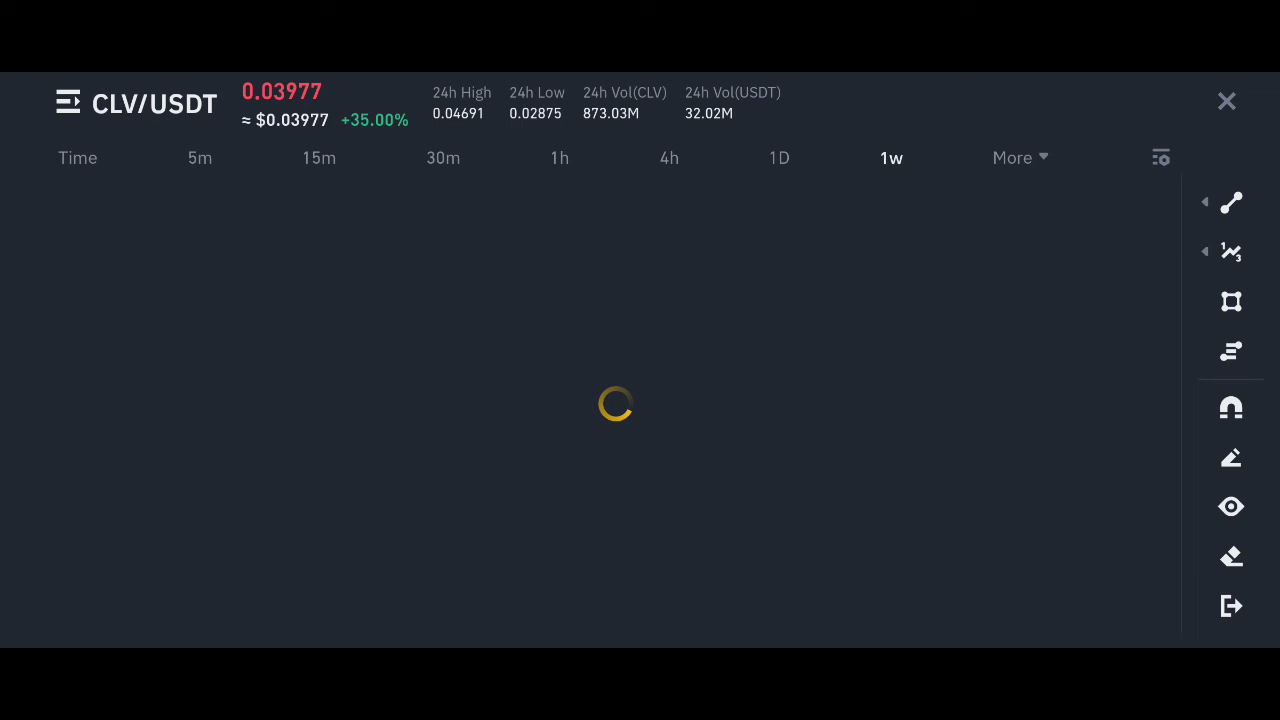 CLV/USDT
0.03977
≈ $0.03977 +35.00%
24h High 24h Low 24h Vol(CLV) 24h Vol(USDT)
0.04691 0.02875 873.03M 32.02M
Time 5m 15m 30m 1h 4h 1D 1w More